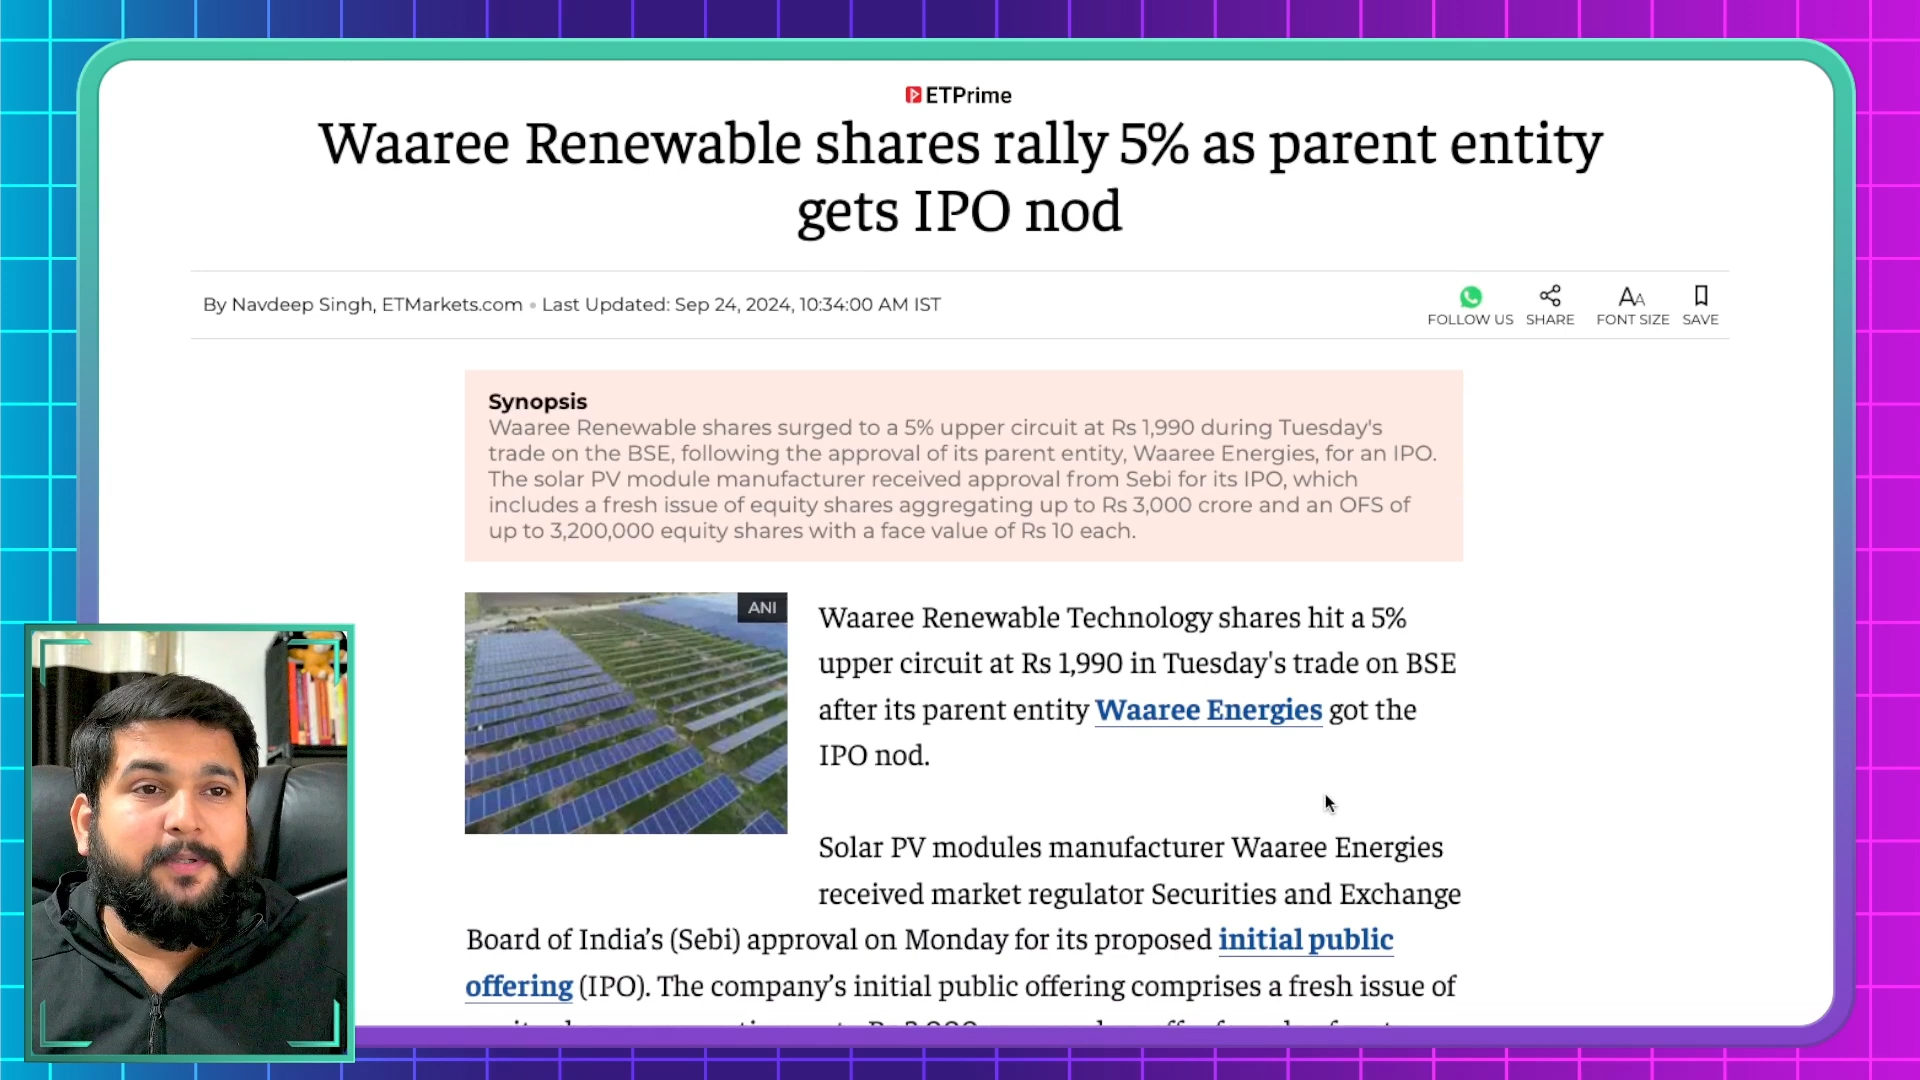 ETPrime
Waaree Renewable shares rally 5% as parent entity
gets IPO nod
By Navdeep Singh, ETMarkets.com • Last Updated: Sep 24, 2024, 10:34:00 AM IST
FOLLOW US SHARE FONT SIZE SAVE
Synopsis
Waaree Renewable shares surged to a 5% upper circuit at Rs 1,990 during Tuesday's
trade on the BSE, following the approval of its parent entity, Waaree Energies, for an IPO.
The solar PV module manufacturer received approval from Sebi for its IPO, which
includes a fresh issue of equity shares aggregating up to Rs 3,000 crore and an OFS of
up to 3,200,000 equity shares with a face value of Rs 10 each.
ANI
Waaree Renewable Technology shares hit a 5%
upper circuit at Rs 1,990 in Tuesday's trade on BSE
after its parent entity Waaree Energies got the
IPO nod.
Solar PV modules manufacturer Waaree Energies
received market regulator Securities and Exchange
Board of India’s (Sebi) approval on Monday for its proposed initial public
offering (IPO). The company’s initial public offering comprises a fresh issue of